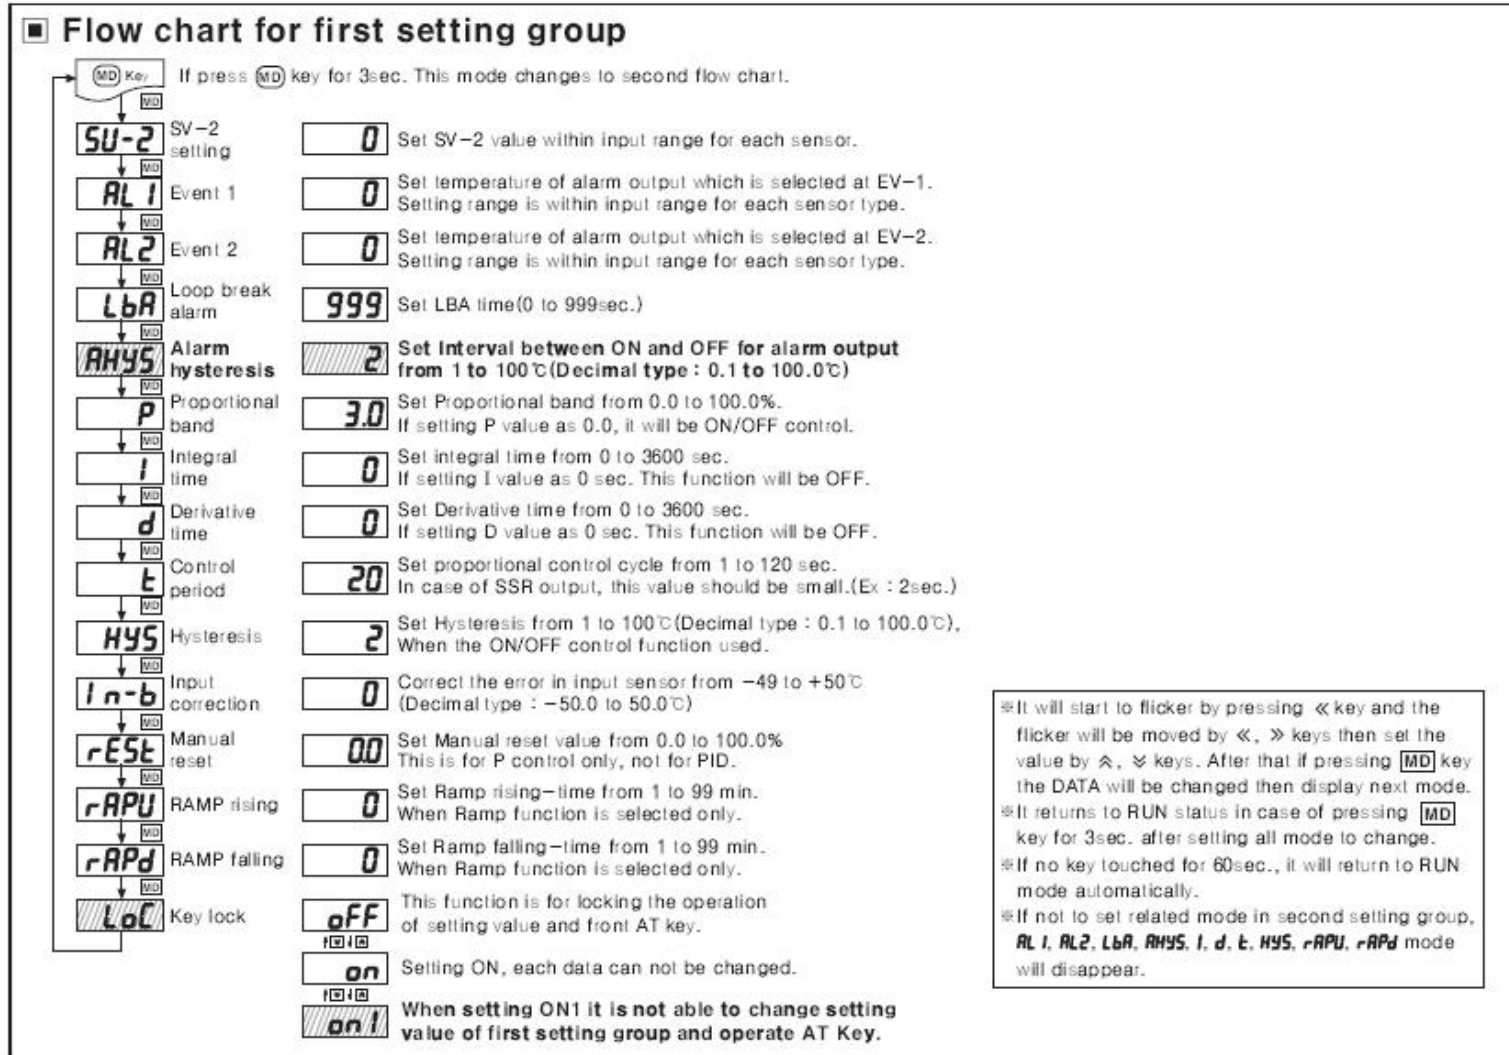 ▣ Flow chart for first setting group
MD Key If press MD key for 3sec. This mode changes to second flow chart.
MD
SV-2 SV−2 setting 0 Set SV−2 value within input range for each sensor.
MD
AL1 Event 1 0 Set temperature of alarm output which is selected at EV−1.
Setting range is within input range for each sensor type.
MD
AL2 Event 2 0 Set temperature of alarm output which is selected at EV−2.
Setting range is within input range for each sensor type.
MD
LbA Loop break alarm 999 Set LBA time(0 to 999sec.)
MD
AHYS Alarm hysteresis 2 Set Interval between ON and OFF for alarm output
from 1 to 100℃(Decimal type : 0.1 to 100.0℃)
MD
P Proportional band 3.0 Set Proportional band from 0.0 to 100.0%.
If setting P value as 0.0, it will be ON/OFF control.
MD
I Integral time 0 Set integral time from 0 to 3600 sec.
If setting I value as 0 sec. This function will be OFF.
MD
d Derivative time 0 Set Derivative time from 0 to 3600 sec.
If setting D value as 0 sec. This function will be OFF.
MD
t Control period 20 Set proportional control cycle from 1 to 120 sec.
In case of SSR output, this value should be small.(Ex : 2sec.)
MD
HYS Hysteresis 2 Set Hysteresis from 1 to 100℃(Decimal type : 0.1 to 100.0℃),
When the ON/OFF control function used.
MD
In-b Input correction 0 Correct the error in input sensor from −49 to +50℃
(Decimal type : −50.0 to 50.0℃)
MD
rESt Manual reset 0.0 Set Manual reset value from 0.0 to 100.0%
This is for P control only, not for PID.
MD
rAPU RAMP rising 0 Set Ramp rising−time from 1 to 99 min.
When Ramp function is selected only.
MD
rAPd RAMP falling 0 Set Ramp falling−time from 1 to 99 min.
When Ramp function is selected only.
MD
LoC Key lock oFF This function is for locking the operation
of setting value and front AT key.
on Setting ON, each data can not be changed.
on1 When setting ON1 it is not able to change setting
value of first setting group and operate AT Key.
※It will start to flicker by pressing ≪ key and the
flicker will be moved by ≪, ≫ keys then set the
value by ︽, ︾ keys. After that if pressing MD key
the DATA will be changed then display next mode.
※It returns to RUN status in case of pressing MD
key for 3sec. after setting all mode to change.
※If no key touched for 60sec., it will return to RUN
mode automatically.
※If not to set related mode in second setting group,
AL1, AL2, LbA, AHYS, I, d, t, HYS, rAPU, rAPd mode
will disappear.